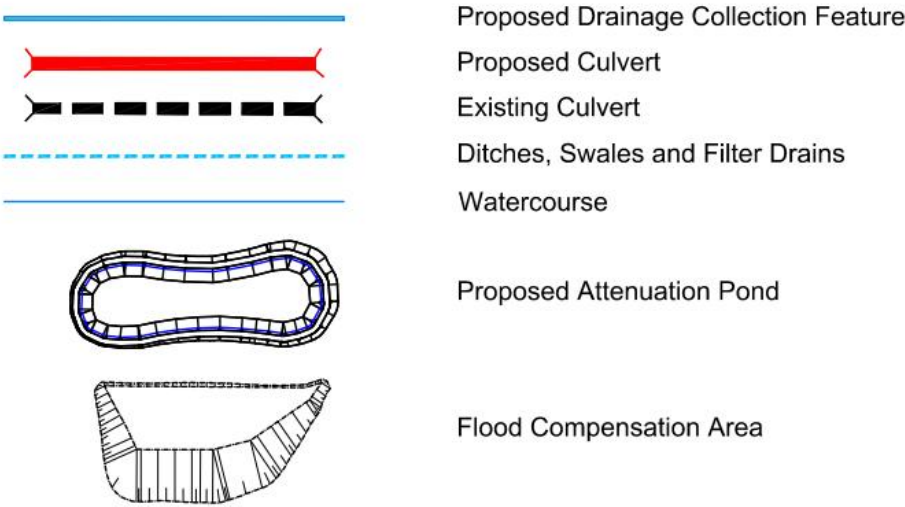 Proposed Drainage Collection Feature
Proposed Culvert
Existing Culvert
Ditches, Swales and Filter Drains
Watercourse
Proposed Attenuation Pond
Flood Compensation Area